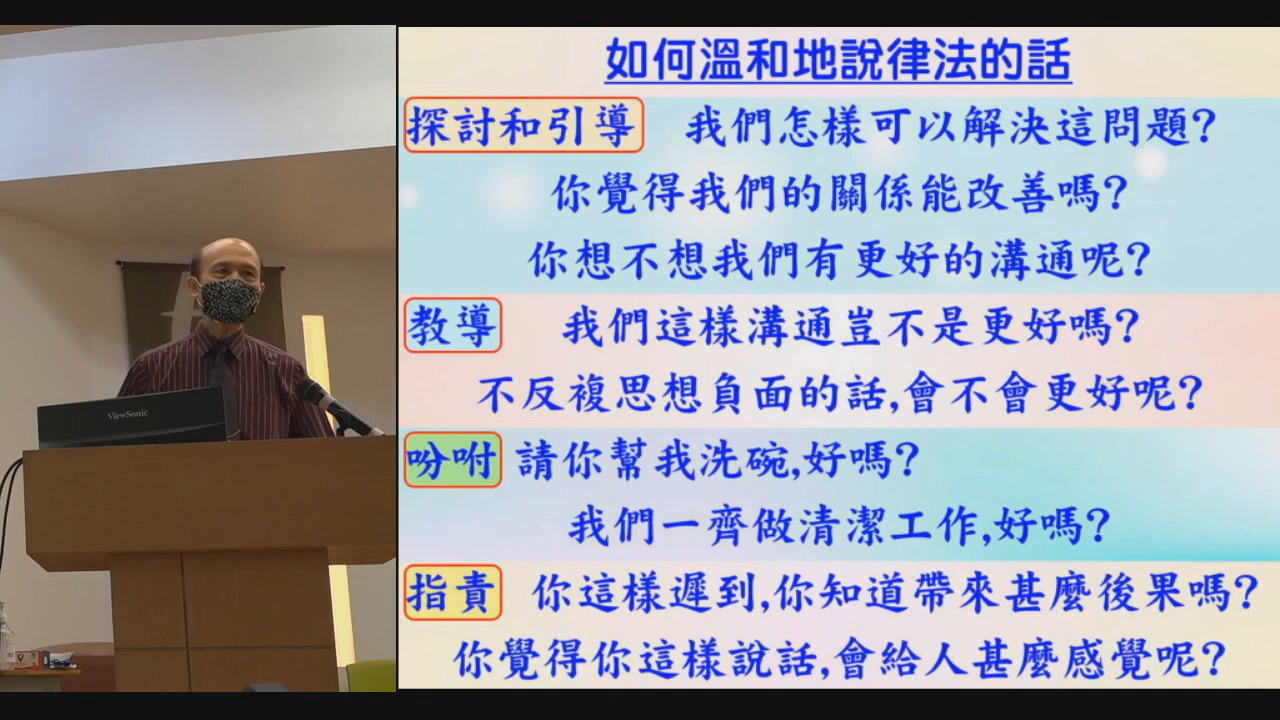 如何溫和地說律法的話
探討和引導 我們怎樣可以解決這問題?
你覺得我們的關係能改善嗎?
你想不想我們有更好的溝通呢?
教導 我們這樣溝通豈不是更好嗎?
不反複思想負面的話,會不會更好呢?
吩咐 請你幫我洗碗,好嗎?
我們一齊做清潔工作,好嗎?
指責 你這樣遲到,你知道帶來甚麼後果嗎?
你覺得你這樣說話,會給人甚麼感覺呢?
ViewSonic